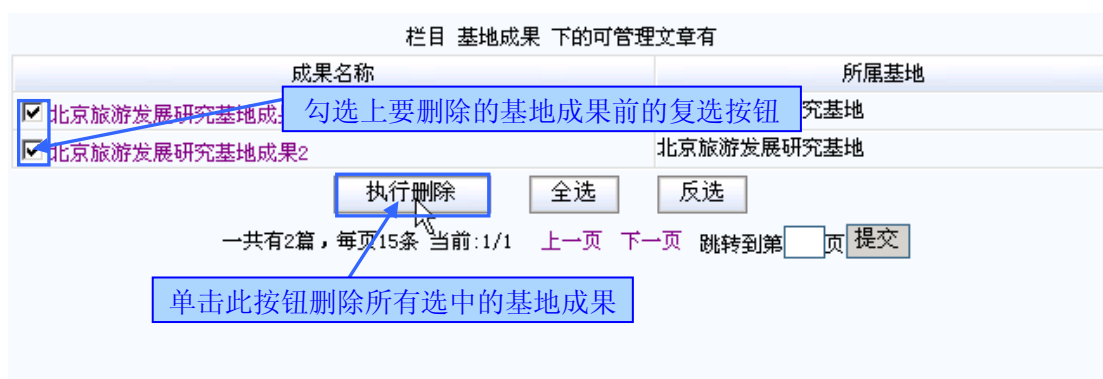 栏目 基地成果 下的可管理文章有
成果名称 所属基地
北京旅游发展研究基地成 究基地
勾选上要删除的基地成果前的复选按钮
北京旅游发展研究基地成果2 北京旅游发展研究基地
执行删除 全选 反选
一共有2篇，每页15条 当前:1/1 上一页 下一页 跳转到第 页 提交
单击此按钮删除所有选中的基地成果